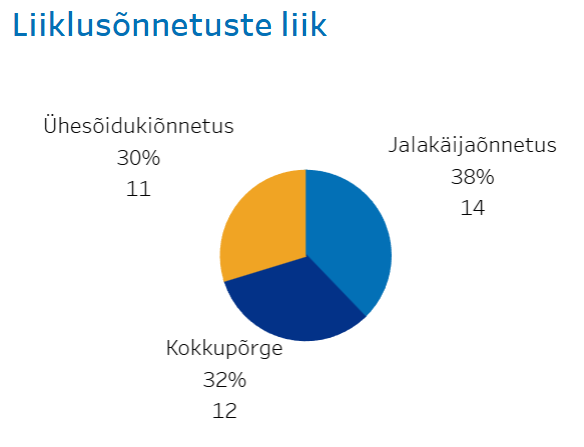 Liiklusõnnetuste liik
Ühesõidukiõnnetus
30%
11
Jalakäijaõnnetus
38%
14
Kokkupõrge
32%
12